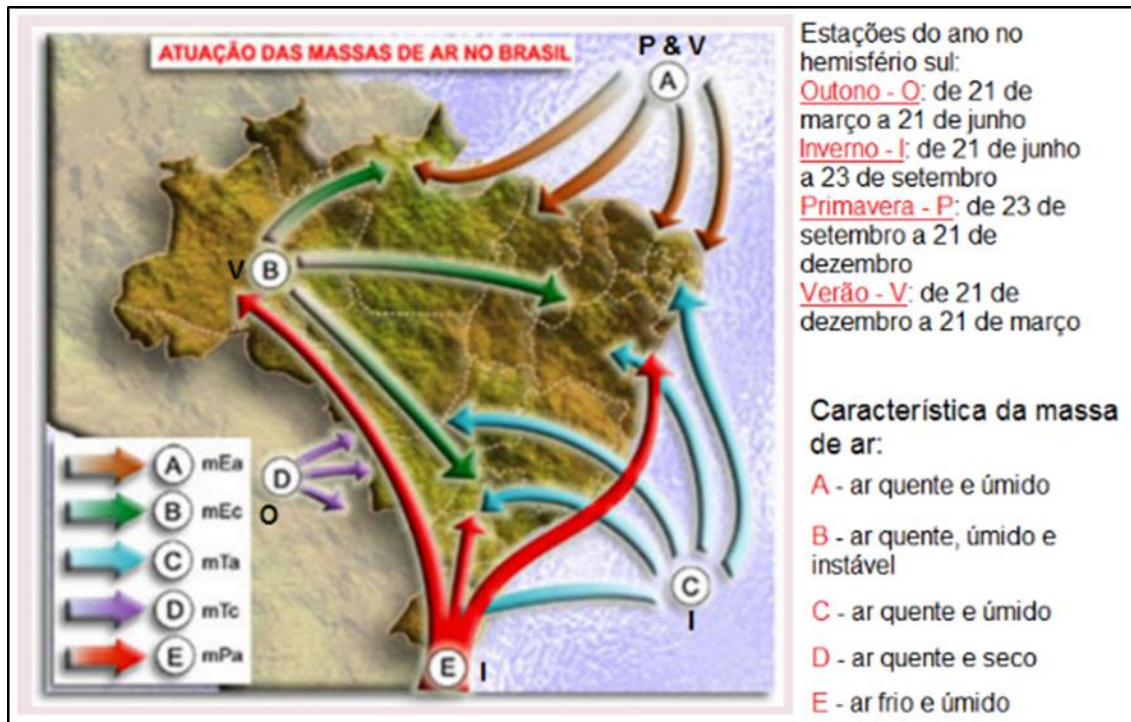 ATUAÇÃO DAS MASSAS DE AR NO BRASIL
P & V
A
V
B
D
O
C
I
E
I
A mEa
B mEc
C mTa
D mTc
E mPa
Estações do ano no
hemisfério sul:
Outono - O: de 21 de
março a 21 de junho
Inverno - I: de 21 de junho
a 23 de setembro
Primavera - P: de 23 de
setembro a 21 de
dezembro
Verão - V: de 21 de
dezembro a 21 de março
Característica da massa
de ar:
A - ar quente e úmido
B - ar quente, úmido e
instável
C - ar quente e úmido
D - ar quente e seco
E - ar frio e úmido